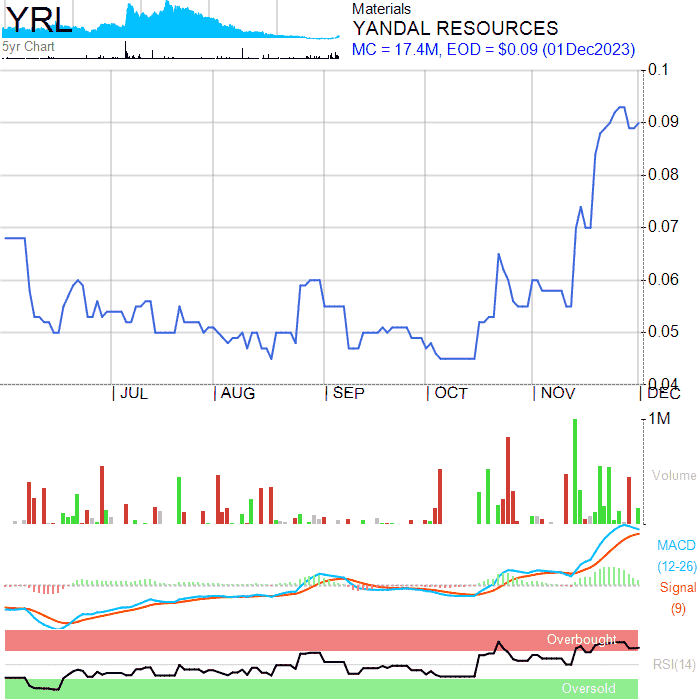 YRL
5yr Chart
Materials
YANDAL RESOURCES
MC = 17.4M, EOD = $0.09 (01Dec2023)
0.1
0.09
0.08
0.07
0.06
0.05
0.04
JUL AUG SEP OCT NOV DEC
1M
Volume
MACD
(12-26)
Signal
(9)
Overbought
RSI(14)
Oversold